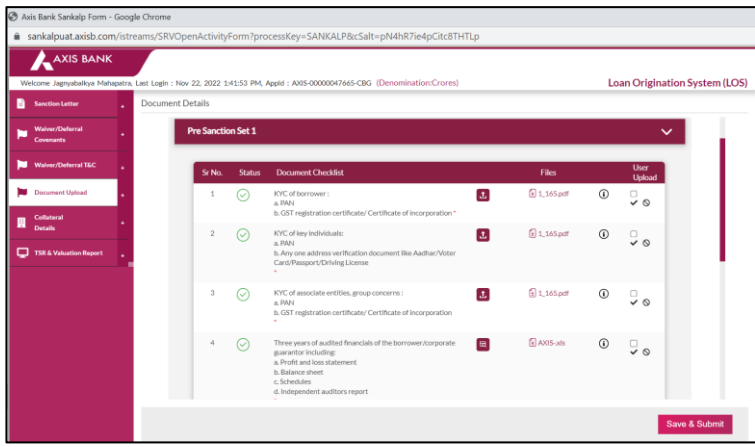 Axis Bank Sankalp Form - Google Chrome
sankalpuat.axisb.com/istreams/SRVOpenActivityForm?processKey=SANKALP&cSalt=pN4hR7ie4pCitc8THTLp
AXIS BANK
Welcome Jagnyabalkya Mahapatra, Last Login : Nov 22, 2022 1:41:53 PM, AppId : AXIS-00000047665-CBG (Denomination:Crores) Loan Origination System (LOS)
Sanction Letter
Waiver/Deferral
Covenants
Waiver/Deferral T&C
Document Upload
Collateral
Details
TSR & Valuation Report
Document Details
Pre Sanction Set 1
Sr No. Status Document Checklist Files User
Upload
1 KYC of borrower : 1_165.pdf
a. PAN
b. GST registration certificate/ Certificate of incorporation *
2 KYC of key individuals: 1_165.pdf
a. PAN
b. Any one address verification document like Aadhar/Voter
Card/Passport/Driving License
*
3 KYC of associate entities, group concerns : 1_165.pdf
a. PAN
b. GST registration certificate/ Certificate of incorporation
*
4 Three years of audited financials of the borrower/corporate AXIS-.xls
guarantor including:
a. Profit and loss statement
b. Balance sheet
c. Schedules
d. Independent auditors report
Save & Submit